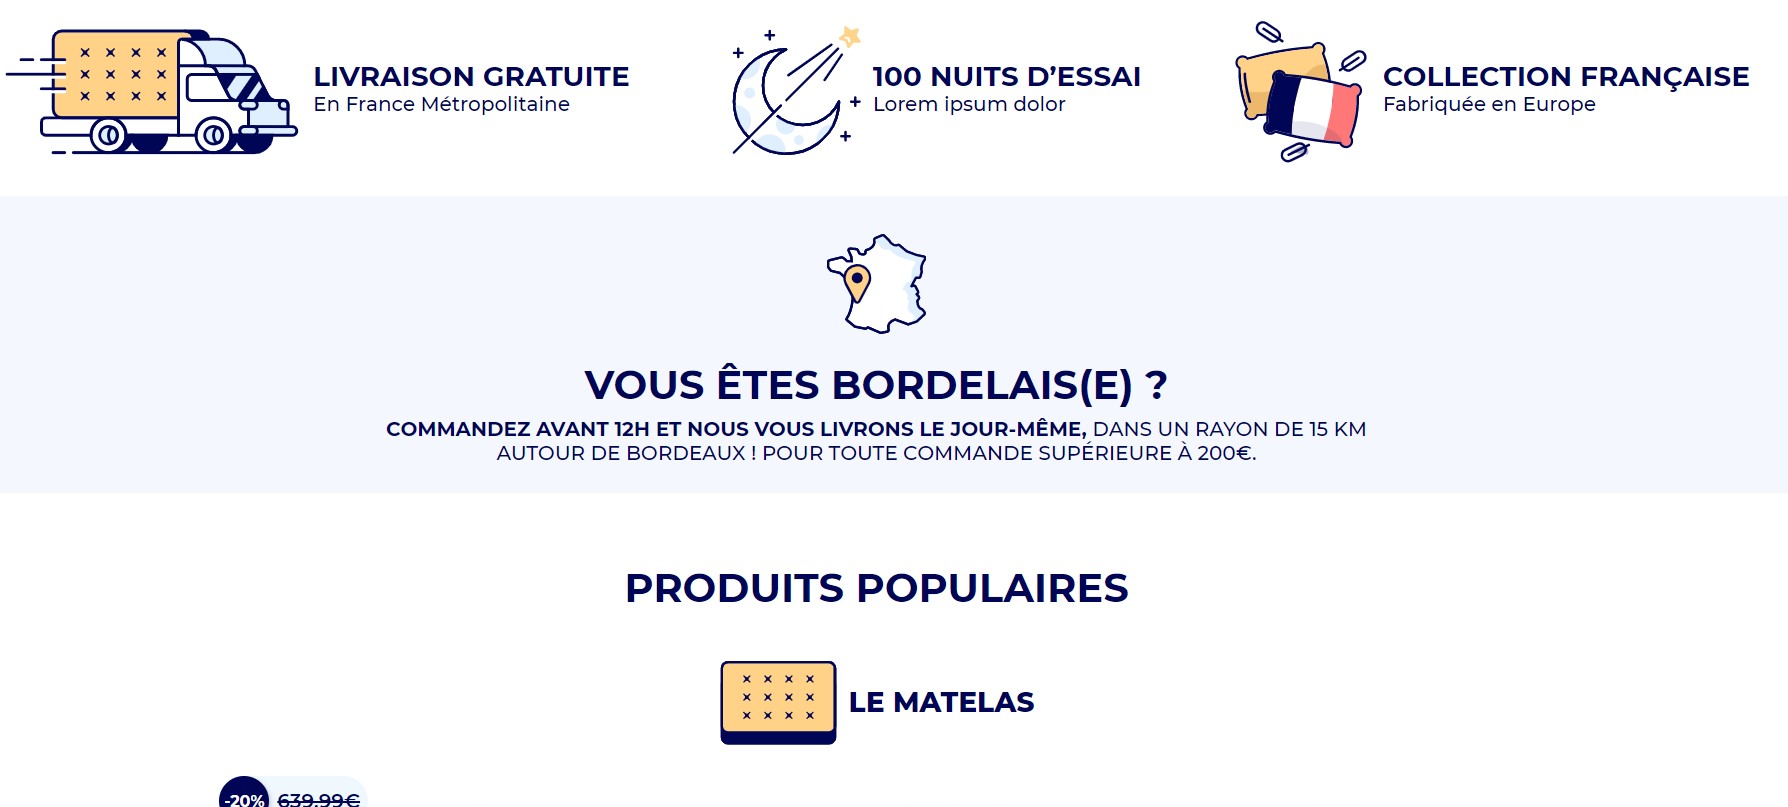 LIVRAISON GRATUITE
En France Métropolitaine
100 NUITS D’ESSAI
Lorem ipsum dolor
COLLECTION FRANÇAISE
Fabriquée en Europe
VOUS ÊTES BORDELAIS(E) ?
COMMANDEZ AVANT 12H ET NOUS VOUS LIVRONS LE JOUR-MÊME, DANS UN RAYON DE 15 KM
AUTOUR DE BORDEAUX ! POUR TOUTE COMMANDE SUPÉRIEURE À 200€.
PRODUITS POPULAIRES
LE MATELAS
-20% 639.99€